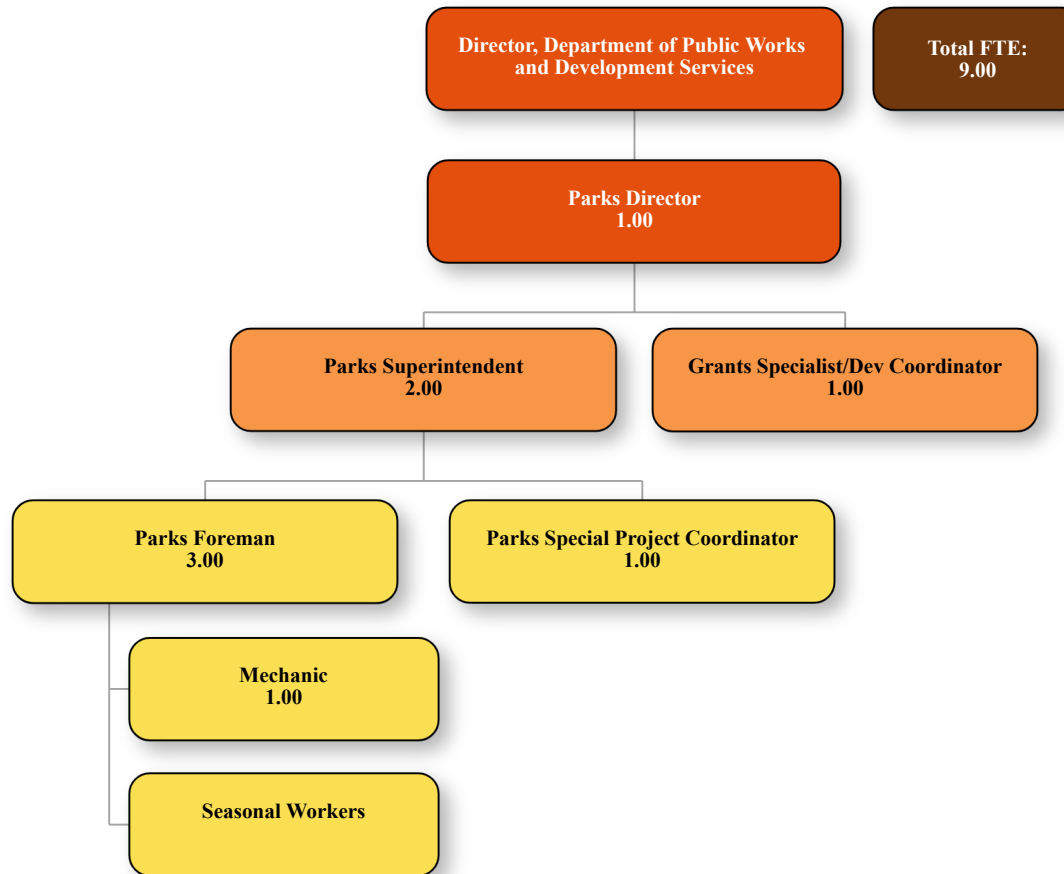 Director, Department of Public Works
and Development Services
Total FTE:
9.00
Parks Director
1.00
Parks Superintendent
2.00
Grants Specialist/Dev Coordinator
1.00
Parks Foreman
3.00
Parks Special Project Coordinator
1.00
Mechanic
1.00
Seasonal Workers